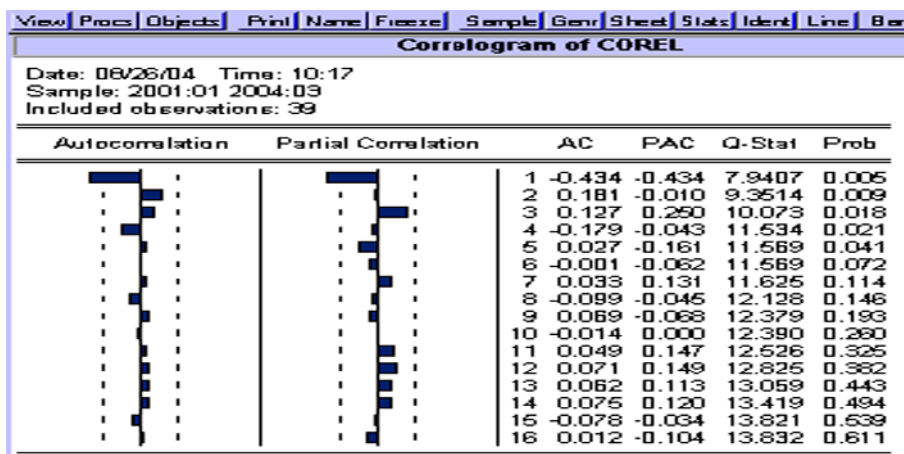 View Procs Objects Print Name Freeze Sample Genr Sheet Stats Ident Line Bar
Correlogram of COREL
Date: 08/26/04 Time: 10:17
Sample: 2001:01 2004:03
Included observations: 39
Autocorrelation Partial Correlation AC PAC Q-Stat Prob
1 -0.434 -0.434 7.9407 0.005
2 0.181 -0.010 9.3514 0.009
3 0.127 0.250 10.073 0.018
4 -0.179 -0.043 11.534 0.021
5 0.027 -0.161 11.569 0.041
6 -0.001 -0.062 11.569 0.072
7 0.033 0.131 11.625 0.114
8 -0.099 -0.045 12.128 0.146
9 0.069 -0.068 12.379 0.193
10 -0.014 0.000 12.390 0.260
11 0.049 0.147 12.526 0.325
12 0.071 0.149 12.825 0.382
13 0.062 0.113 13.059 0.443
14 0.075 0.120 13.419 0.494
15 -0.078 -0.034 13.821 0.539
16 0.012 -0.104 13.832 0.611